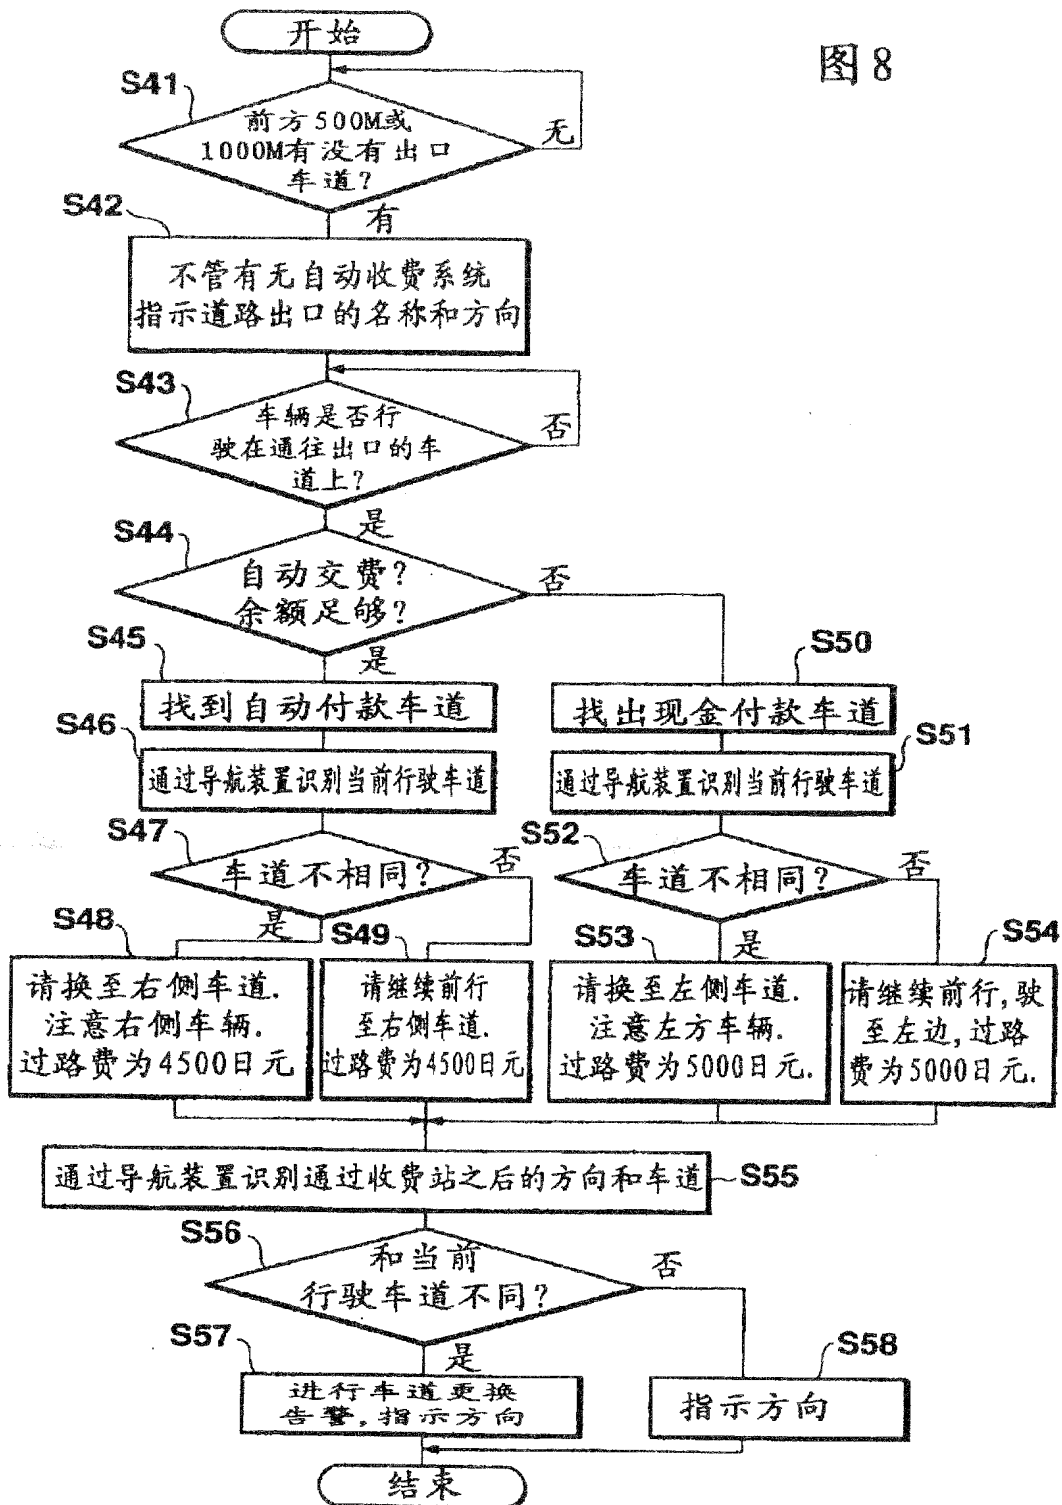 开始
图8
S41
前方500M或
1000M有没有出口
车道?
无
S42
有
不管有无自动收费系统
指示道路出口的名称和方向
S43
车辆是否行
驶在通往出口的车
道上?
否
S44
是
自动交费?
余额足够?
否
S45
是
S50
找到自动付款车道
找出现金付款车道
S46
S51
通过导航装置识别当前行驶车道
通过导航装置识别当前行驶车道
S47
S52
车道不相同?
否
车道不相同?
否
S48
是
S49
S53
是
S54
请换至右侧车道.
注意右侧车辆.
过路费为4500日元
请继续前行
至右侧车道.
过路费为4500日元
请换至左侧车道.
注意左方车辆.
过路费为5000日元.
请继续前行,驶
至左边,过路
费为5000日元.
通过导航装置识别通过收费站之后的方向和车道
S55
S56
和当前
行驶车道不同?
否
S57
是
S58
进行车道更换
告警,指示方向
指示方向
结束